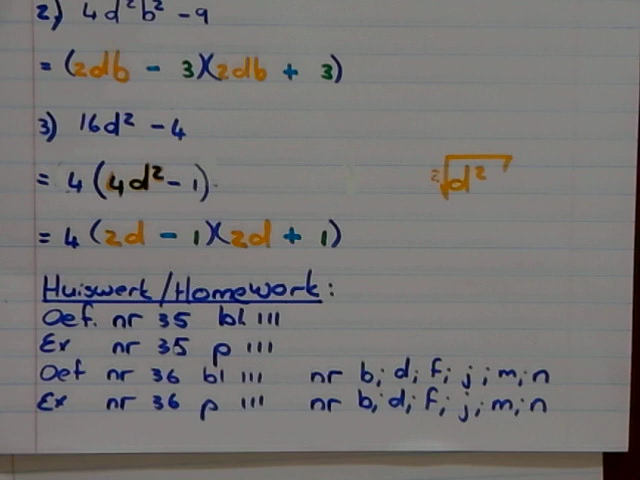 2) 4d²b² - 9
= (2db - 3)(2db + 3)
3) 16d² - 4
= 4(4d² - 1).
²√d²
= 4(2d - 1)(2d + 1)
Huiswerk/Homework:
Oef. nr 35 bl 111
Ex nr 35 p 111
Oef nr 36 bl 111 nr b; d; f; j; m; n
Ex nr 36 p 111 nr b; d; f; j; m; n